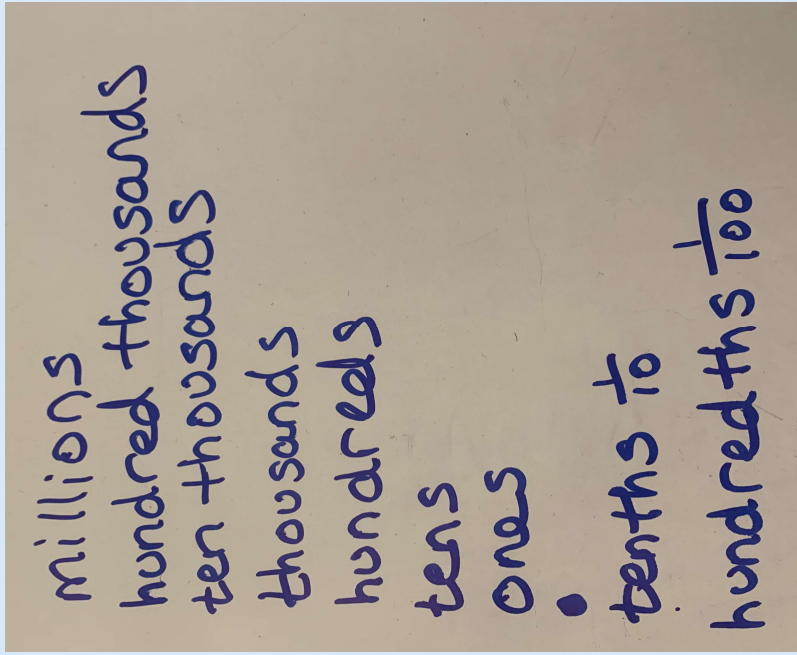 millions
hundred thousands
ten thousands
thousands
hundreds
tens
ones
.
tenths 1/10
hundredths 1/100